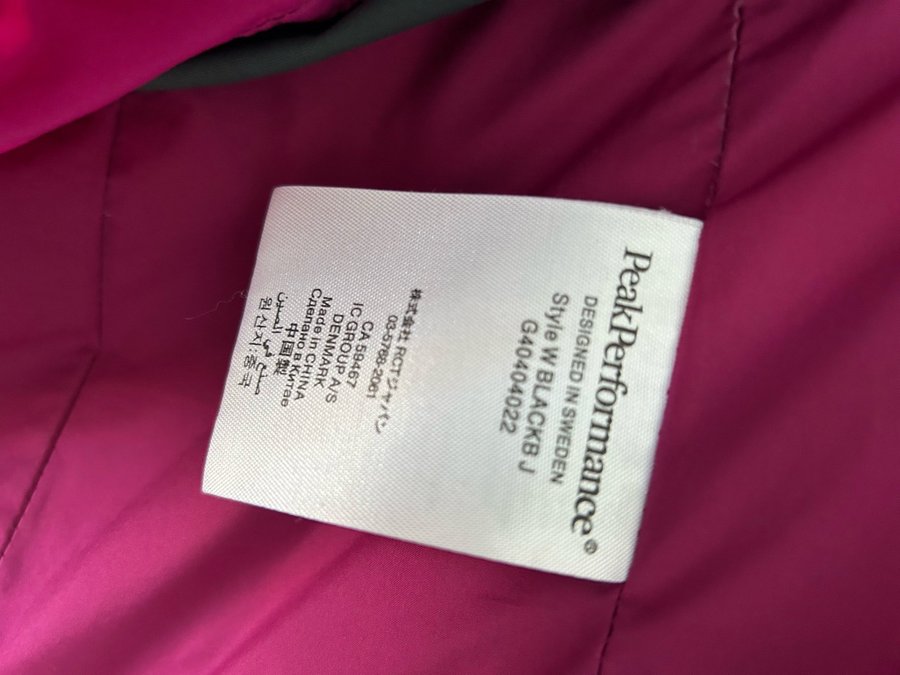 PeakPerformance®
DESIGNED IN SWEDEN
Style W BLACKB J
G40404022
株式会社 RCTジャパン
03-5768-2061
CA 59467
IC GROUP A/S
DENMARK
Made in CHINA
Сделано в Китае
中国製
صنع في الصين
원산지: 중국